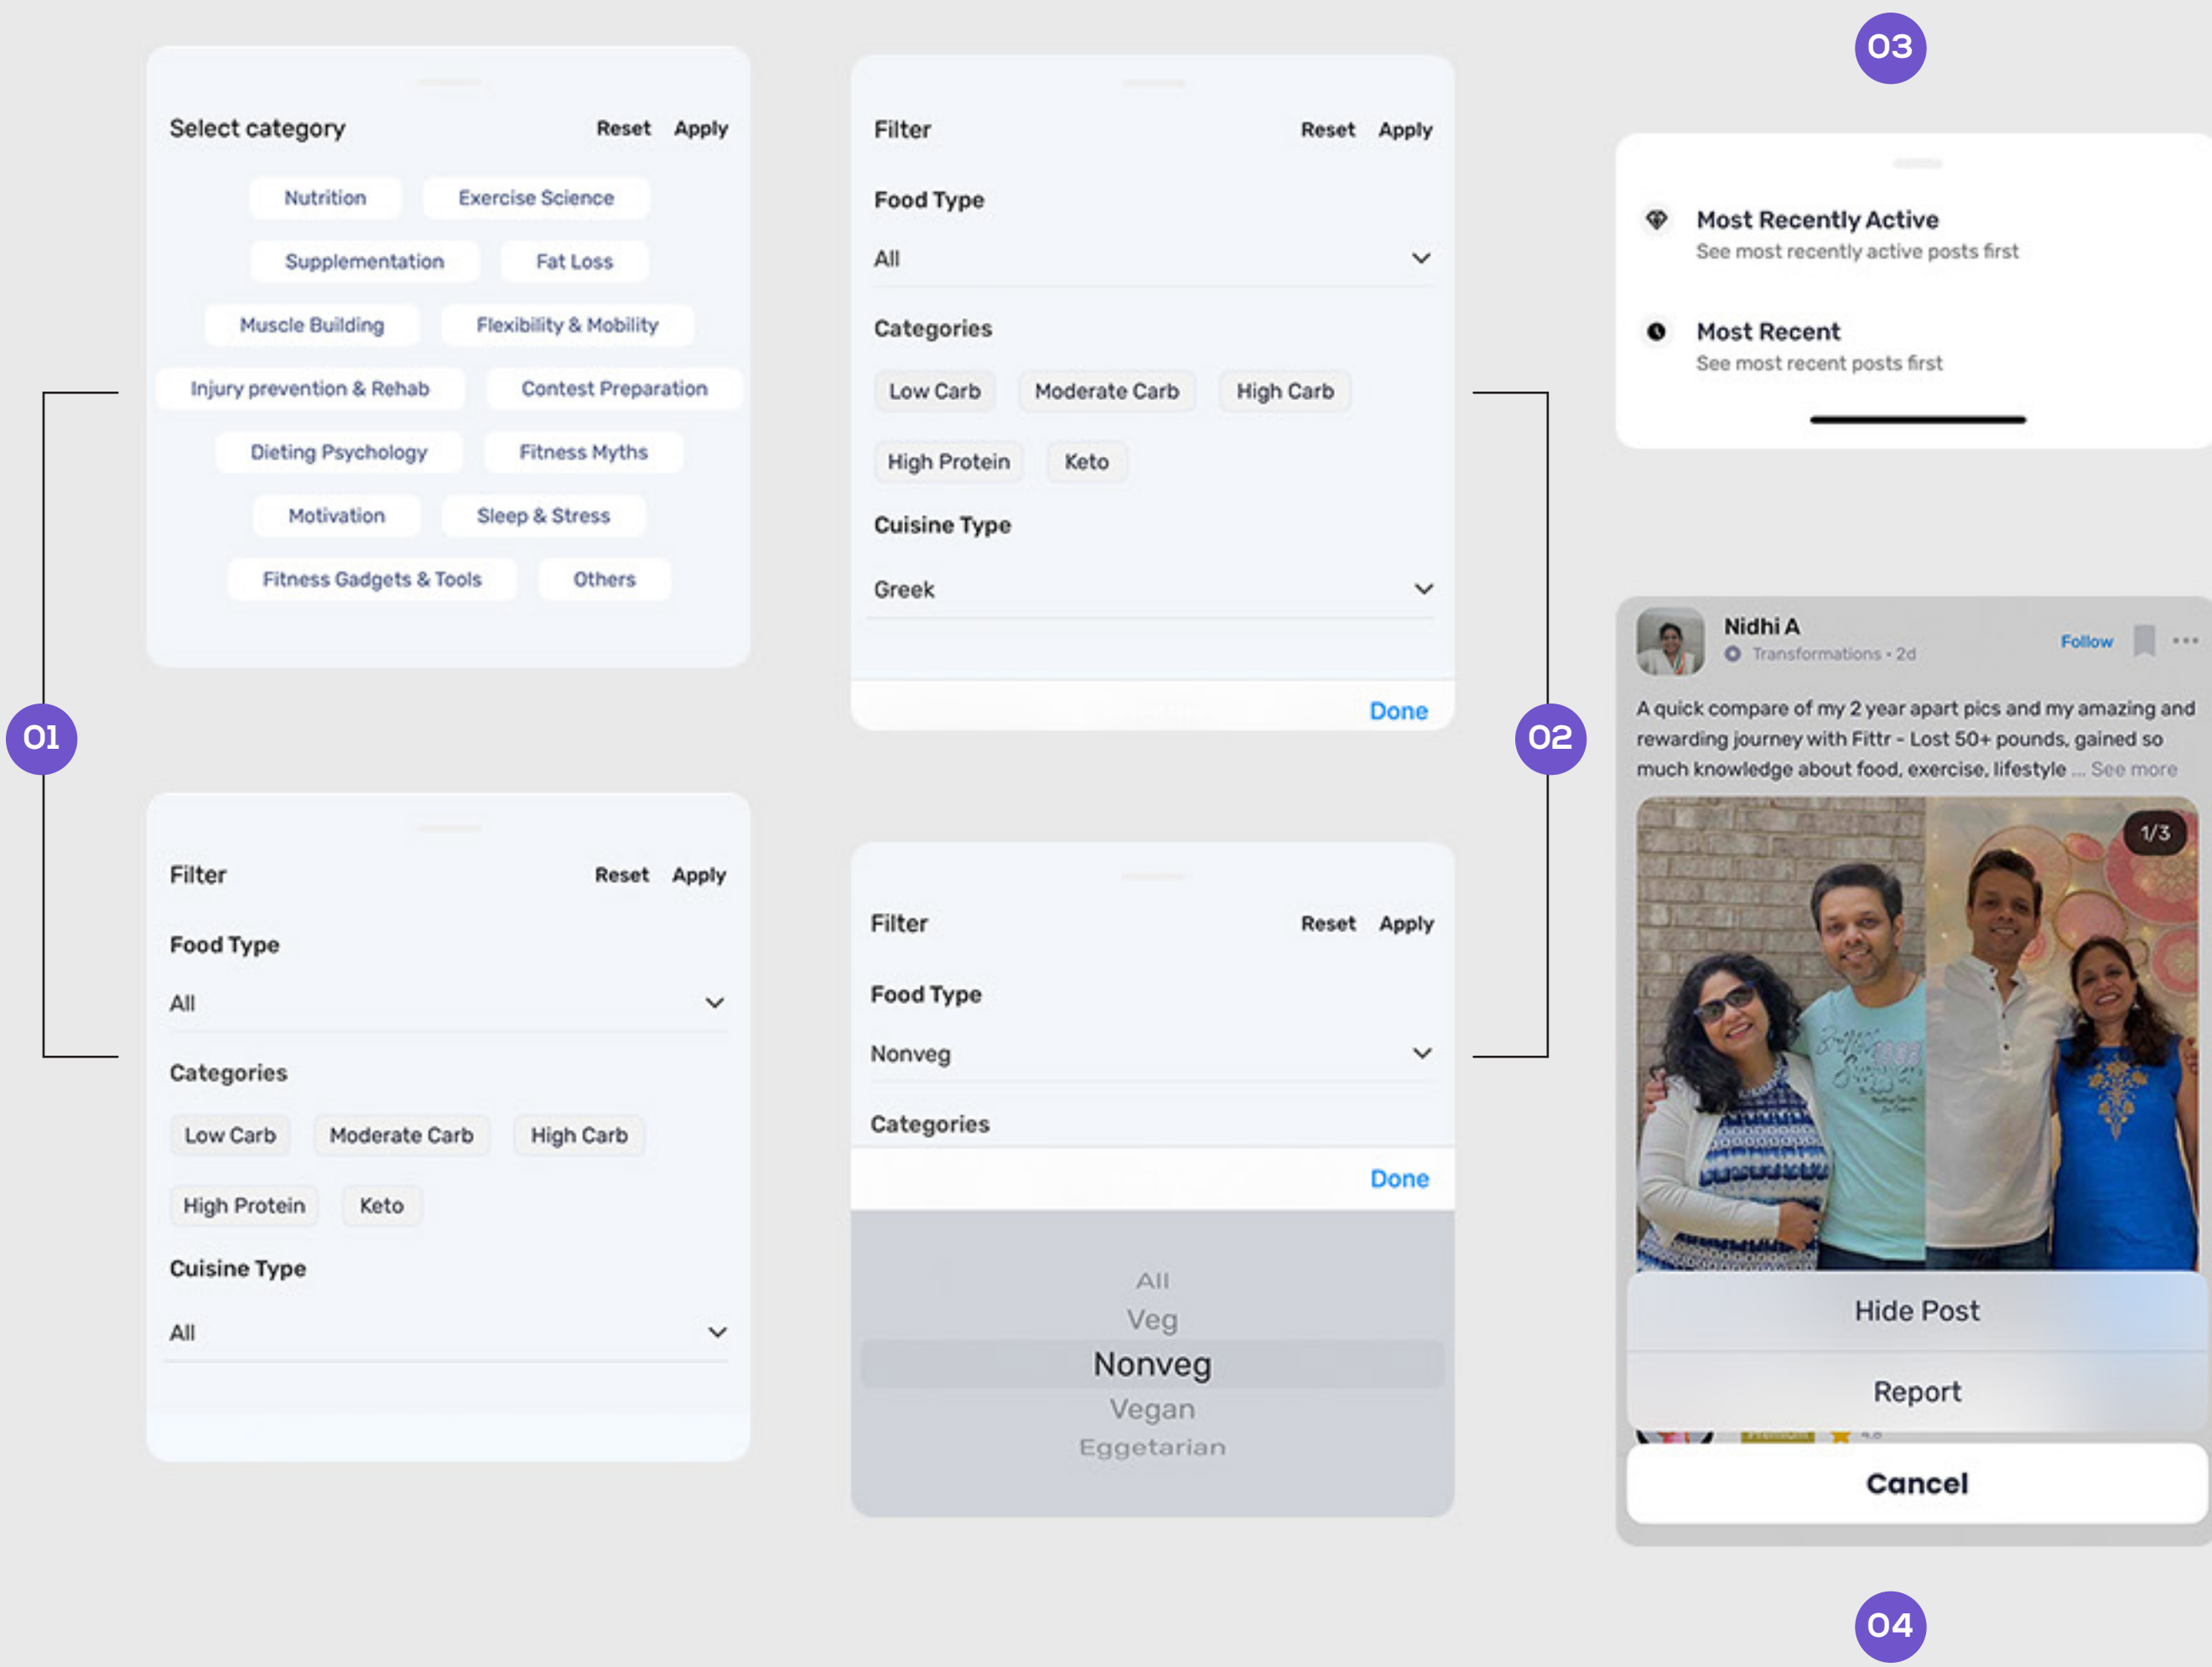 01
Select category Reset Apply
Nutrition Exercise Science
Supplementation Fat Loss
Muscle Building Flexibility & Mobility
Injury prevention & Rehab Contest Preparation
Dieting Psychology Fitness Myths
Motivation Sleep & Stress
Fitness Gadgets & Tools Others
Filter Reset Apply
Food Type
All
Categories
Low Carb Moderate Carb High Carb
High Protein Keto
Cuisine Type
All
02
Filter Reset Apply
Food Type
All
Categories
Low Carb Moderate Carb High Carb
High Protein Keto
Cuisine Type
Greek
Done
Filter Reset Apply
Food Type
Nonveg
Categories
Done
All
Veg
Nonveg
Vegan
Eggetarian
03
Most Recently Active
See most recently active posts first
Most Recent
See most recent posts first
Nidhi A
Transformations • 2d
Follow
A quick compare of my 2 year apart pics and my amazing and
rewarding journey with Fittr - Lost 50+ pounds, gained so
much knowledge about food, exercise, lifestyle ... See more
1/3
Hide Post
Report
Premium
Cancel
04